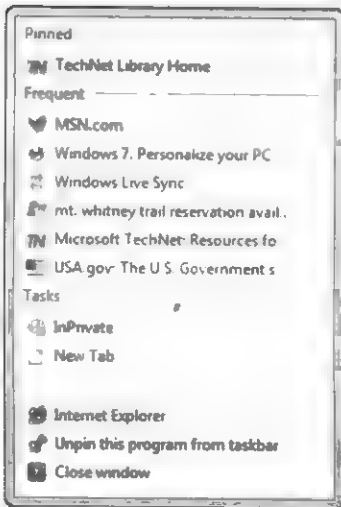 Pinned
TechNet Library Home
Frequent
MSN.com
Windows 7. Personalize your PC
Windows Live Sync
mt. whitney trail reservation avail..
Microsoft TechNet: Resources fo
USA.gov: The U.S. Government s
Tasks
InPrivate
New Tab
Internet Explorer
Unpin this program from taskbar
Close window